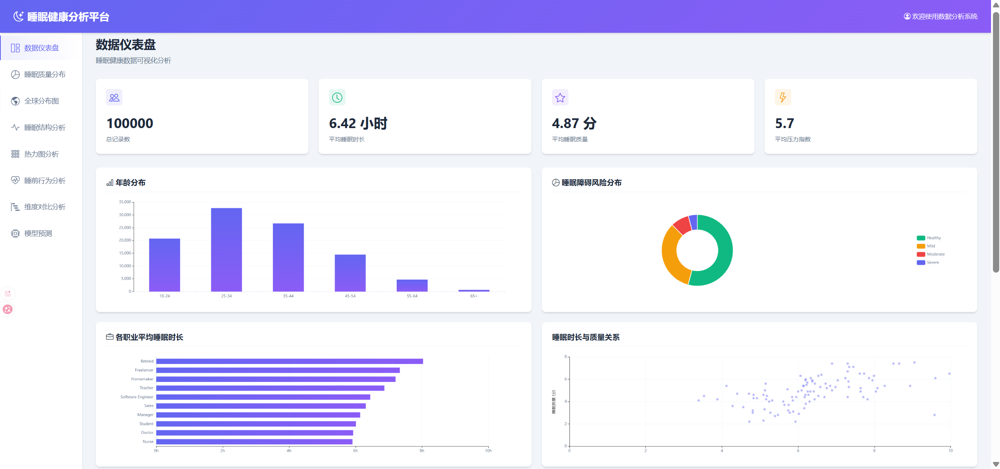 睡眠健康分析平台
欢迎使用数据分析系统
数据仪表盘
睡眠质量分布
全球分布图
睡眠结构分析
热力图分析
睡前行为分析
维度对比分析
模型预测
数据仪表盘
睡眠健康数据可视化分析
100000
总记录数
6.42 小时
平均睡眠时长
4.87 分
平均睡眠质量
5.7
平均压力指数
年龄分布
35,000
30,000
25,000
20,000
15,000
10,000
5,000
0
18-24
25-34
35-44
45-54
55-64
65+
睡眠障碍风险分布
Healthy
Mild
Moderate
Severe
各职业平均睡眠时长
Retired
Freelancer
Homemaker
Teacher
Software Engineer
Sales
Manager
Student
Doctor
Nurse
0h
2h
4h
6h
8h
10h
睡眠时长与质量关系
睡眠质量 (分)
8
6
4
2
0
0
2
4
6
8
10